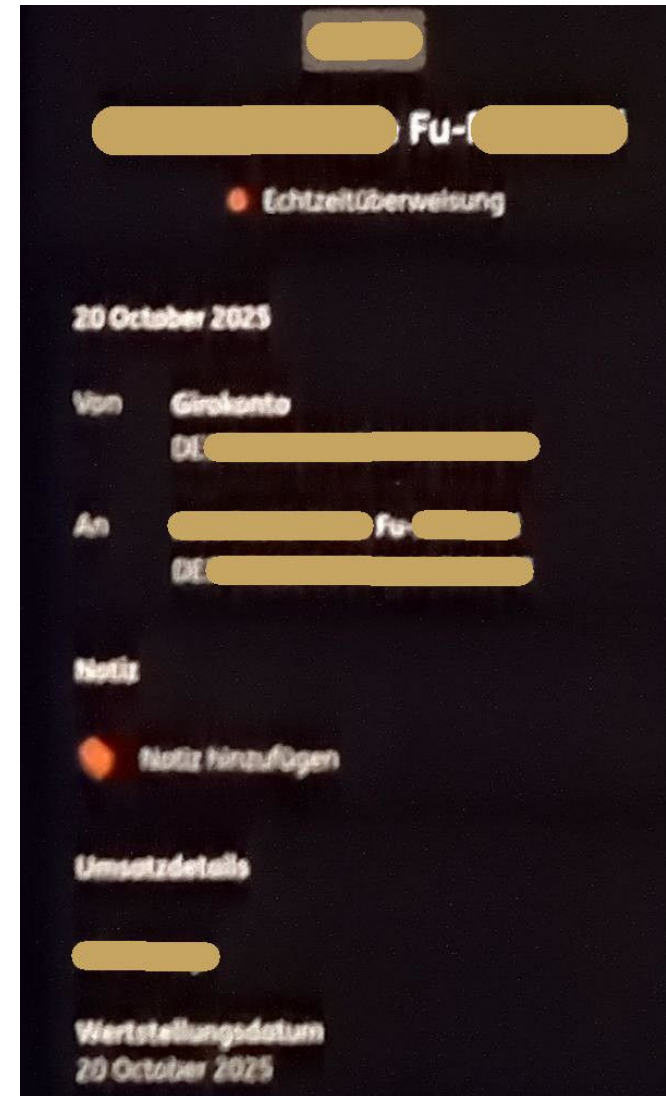 Fu-
Echtzeitüberweisung
20 October 2025
Von Girokonto
DE
An Fu-
DE
Notiz
Notiz hinzufügen
Umsatzdetails
Wertstellungsdatum
20 October 2025